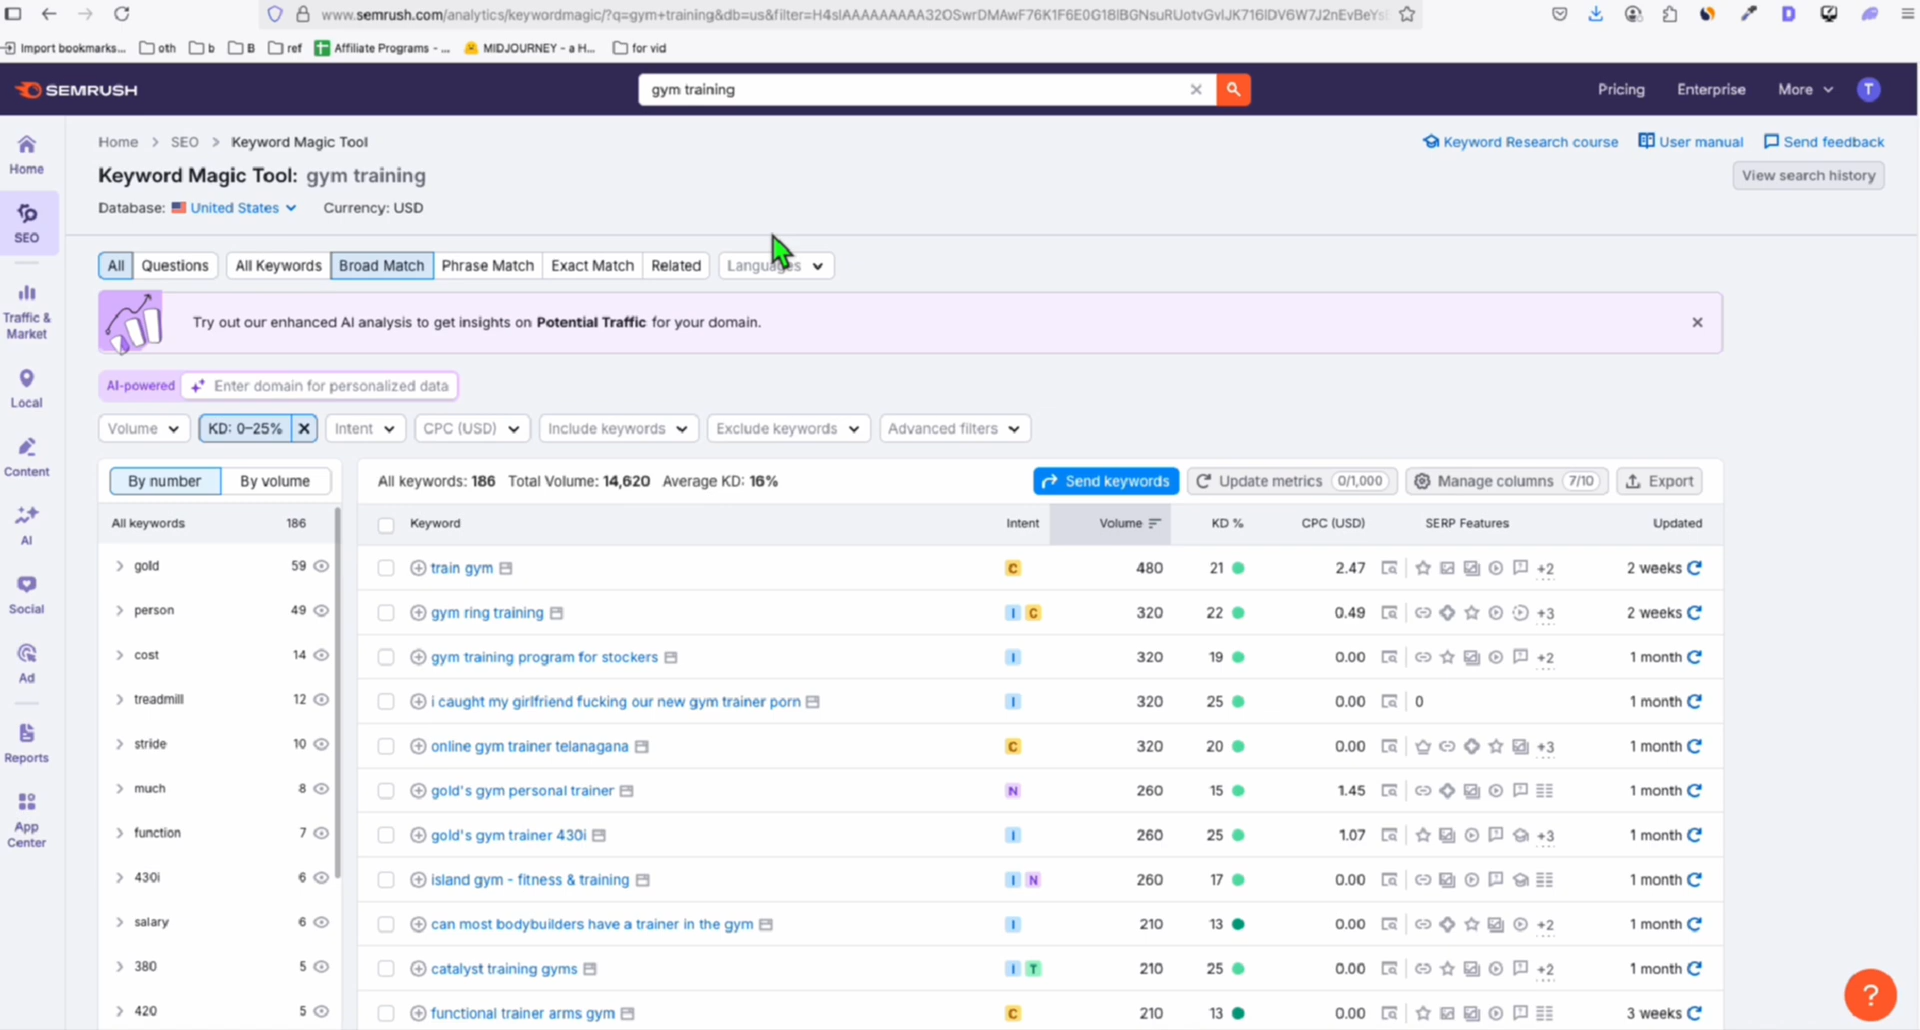 www.semrush.com/analytics/keywordmagic/?q=gym+training&db=us&filter=
Import bookmarks... oth b B ref Affiliate Programs - ... MIDJOURNEY - a H... for vid
SEMRUSH gym training Pricing Enterprise More T
Home > SEO > Keyword Magic Tool Keyword Research course User manual Send feedback
Keyword Magic Tool: gym training View search history
Database: United States Currency: USD
All Questions All Keywords Broad Match Phrase Match Exact Match Related Languages
Try out our enhanced AI analysis to get insights on Potential Traffic for your domain.
AI-powered Enter domain for personalized data
Volume KD: 0–25% Intent CPC (USD) Include keywords Exclude keywords Advanced filters
Home
SEO
Traffic & Market
Local
Content
AI
Social
Ad
Reports
App Center
By number By volume
All keywords 186
gold 59
person 49
cost 14
treadmill 12
stride 10
much 8
function 7
430i 6
salary 6
380 5
420 5
All keywords: 186 Total Volume: 14,620 Average KD: 16% Send keywords Update metrics 0/1,000 Manage columns 7/10 Export
Keyword Intent Volume KD % CPC (USD) SERP Features Updated
train gym C 480 21 2.47 +2 2 weeks
gym ring training I C 320 22 0.49 +3 2 weeks
gym training program for stockers I 320 19 0.00 +2 1 month
i caught my girlfriend fucking our new gym trainer porn I 320 25 0.00 0 1 month
online gym trainer telanagana C 320 20 0.00 +3 1 month
gold's gym personal trainer N 260 15 1.45 1 month
gold's gym trainer 430i I 260 25 1.07 +3 1 month
island gym - fitness & training I N 260 17 0.00 1 month
can most bodybuilders have a trainer in the gym I 210 13 0.00 +2 1 month
catalyst training gyms I T 210 25 0.00 +2 1 month
functional trainer arms gym C 210 13 0.00 3 weeks
?